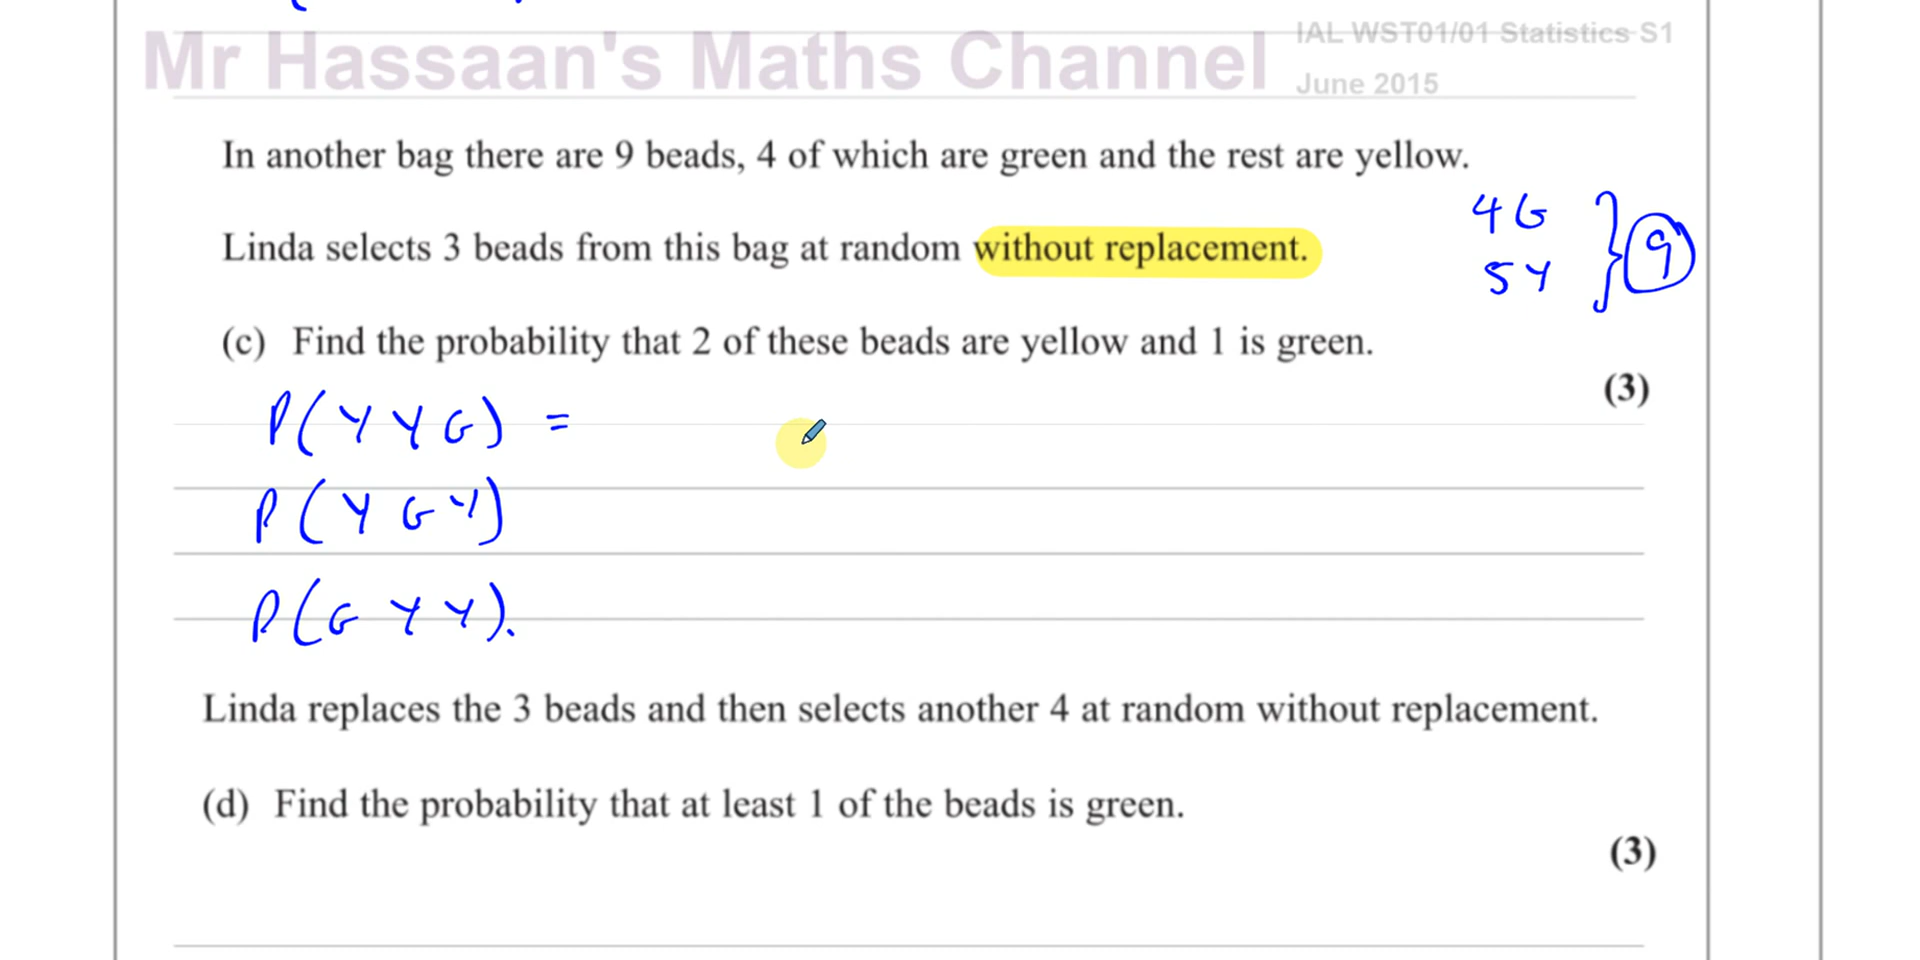 Mr Hassaan's Maths Channel
IAL WST01/01 Statistics S1
June 2015
In another bag there are 9 beads, 4 of which are green and the rest are yellow.
Linda selects 3 beads from this bag at random without replacement.
4G
5Y
} 9
(c) Find the probability that 2 of these beads are yellow and 1 is green.
(3)
P(YYG) =
P(YGY)
P(GYY).
Linda replaces the 3 beads and then selects another 4 at random without replacement.
(d) Find the probability that at least 1 of the beads is green.
(3)